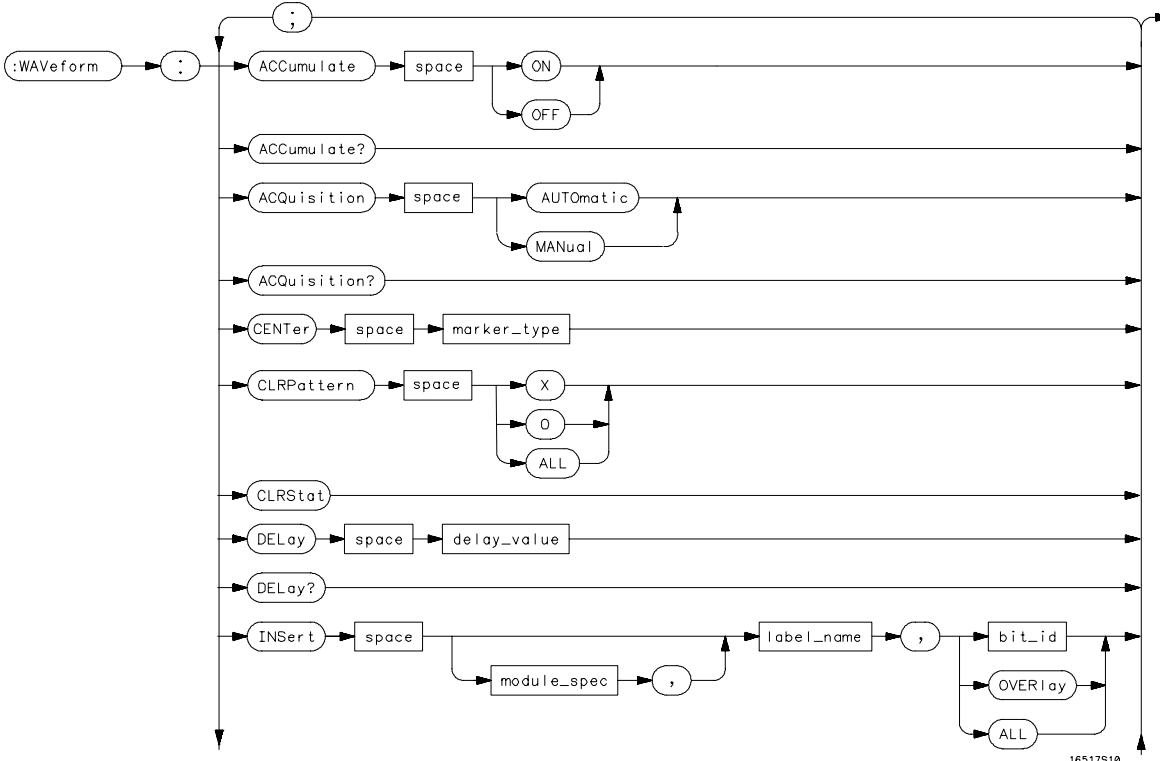 ;
:WAVeform : ACCumulate space ON
OFF
ACCumulate?
ACQuisition space AUTOmatic
MANual
ACQuisition?
CENTer space marker_type
CLRPattern space X
O
ALL
CLRStat
DELay space delay_value
DELay?
INSert space label_name , bit_id
module_spec , OVERlay
ALL
16517S10